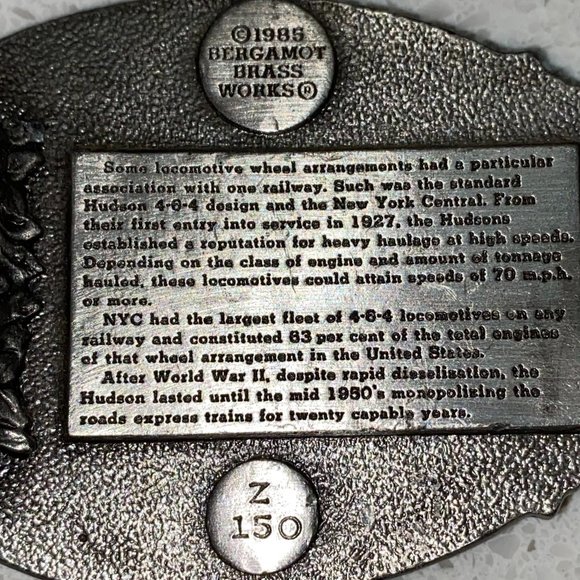 ©1985
BERGAMOT
BRASS
WORKS®
Some locomotive wheel arrangements had a particular
association with one railway. Such was the standard
Hudson 4-6-4 design and the New York Central. From
their first entry into service in 1927, the Hudsons
established a reputation for heavy haulage at high speeds.
Depending on the class of engine and amount of tonnage
hauled, these locomotives could attain speeds of 70 m.p.h.
or more.
NYC had the largest fleet of 4-6-4 locomotives on any
railway and constituted 63 per cent of the total engines
of that wheel arrangement in the United States.
After World War II, despite rapid dieselisation, the
Hudson lasted until the mid 1950's monopolizing the
roads express trains for twenty capable years.
Z
150